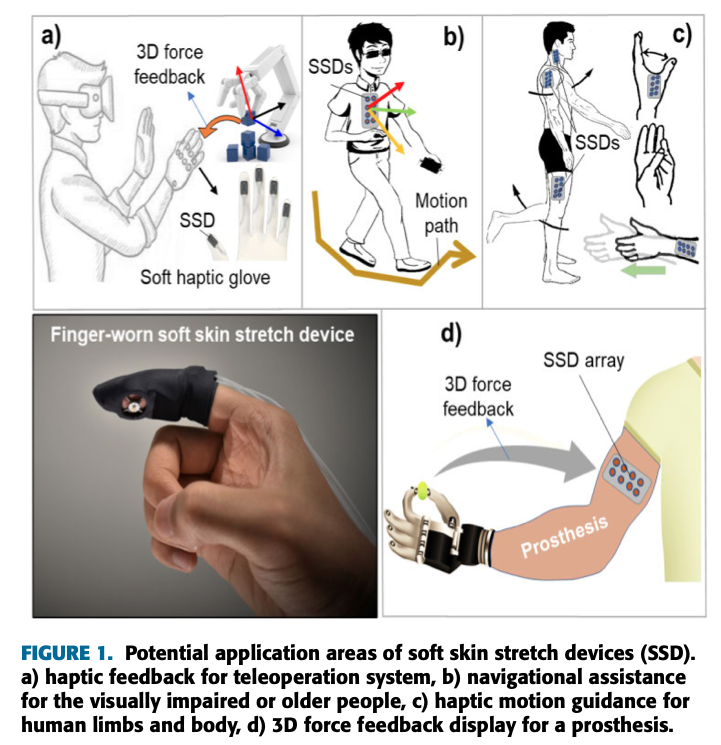 a)
3D force
feedback
SSD
Soft haptic glove
b)
SSDs
Motion
path
c)
SSDs
Finger-worn soft skin stretch device
d)
SSD array
3D force
feedback
Prosthesis
FIGURE 1. Potential application areas of soft skin stretch devices (SSD).
a) haptic feedback for teleoperation system, b) navigational assistance
for the visually impaired or older people, c) haptic motion guidance for
human limbs and body, d) 3D force feedback display for a prosthesis.